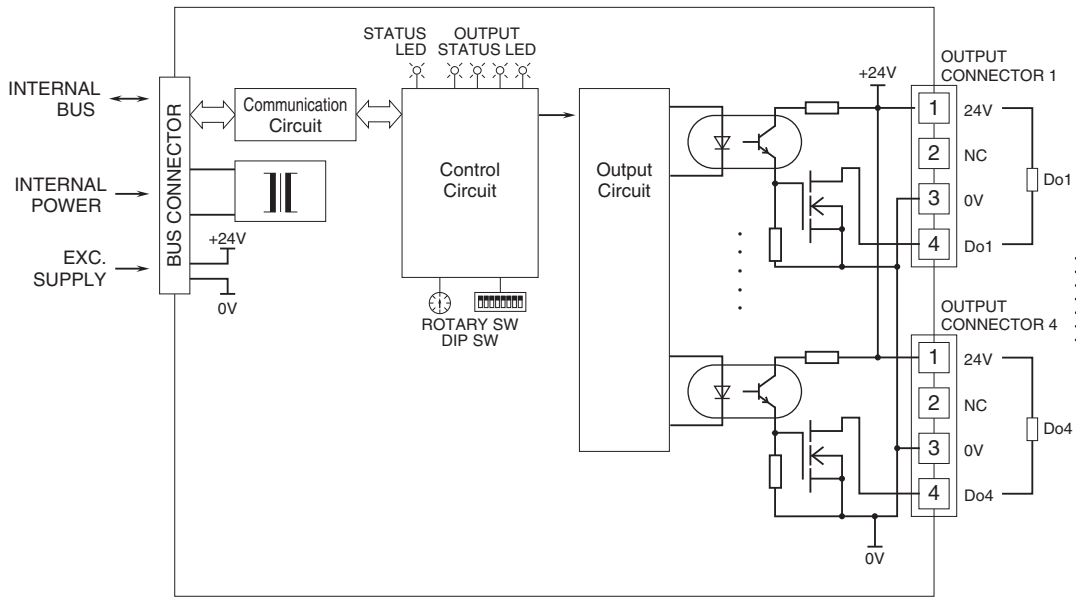 STATUS
LED
OUTPUT
STATUS LED
INTERNAL
BUS
INTERNAL
POWER
EXC.
SUPPLY
BUS CONNECTOR
Communication
Circuit
+24V
0V
Control
Circuit
ROTARY SW
DIP SW
Output
Circuit
+24V
OUTPUT
CONNECTOR 1
1 24V
2 NC
3 0V
4 Do1
Do1
OUTPUT
CONNECTOR 4
1 24V
2 NC
3 0V
4 Do4
Do4
0V